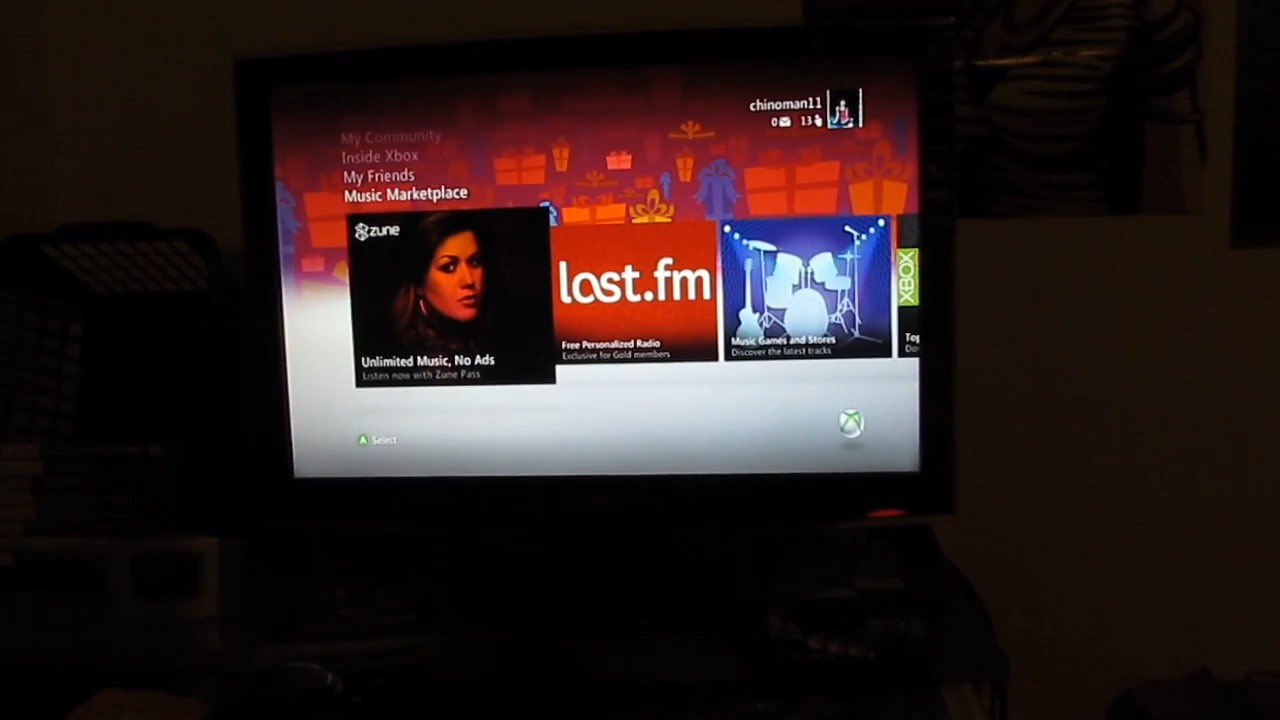 chinoman11
0 13
My Community
Inside Xbox
My Friends
Music Marketplace
zune
Unlimited Music, No Ads
Listen now with Zune Pass
last.fm
Free Personalized Radio
Exclusive for Gold members
Music Games and Stores
Discover the latest tracks
XBOX
A Select